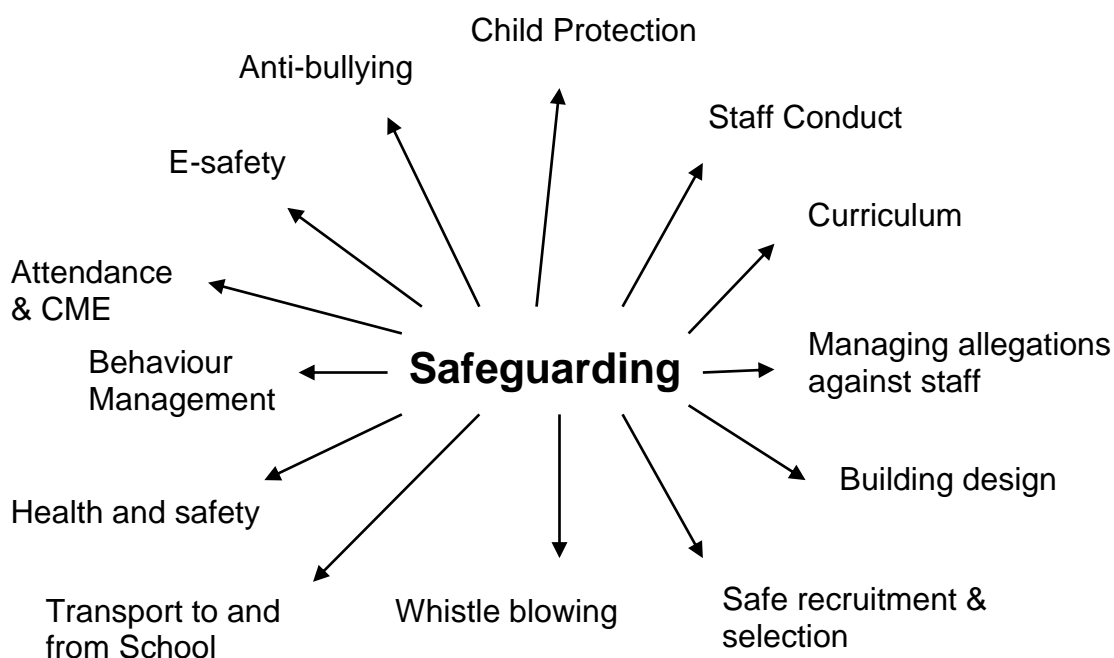 Child Protection
Anti-bullying
Staff Conduct
E-safety
Curriculum
Attendance
& CME
Managing allegations
against staff
Behaviour
Management
Safeguarding
Building design
Health and safety
Transport to and
from School
Whistle blowing
Safe recruitment &
selection